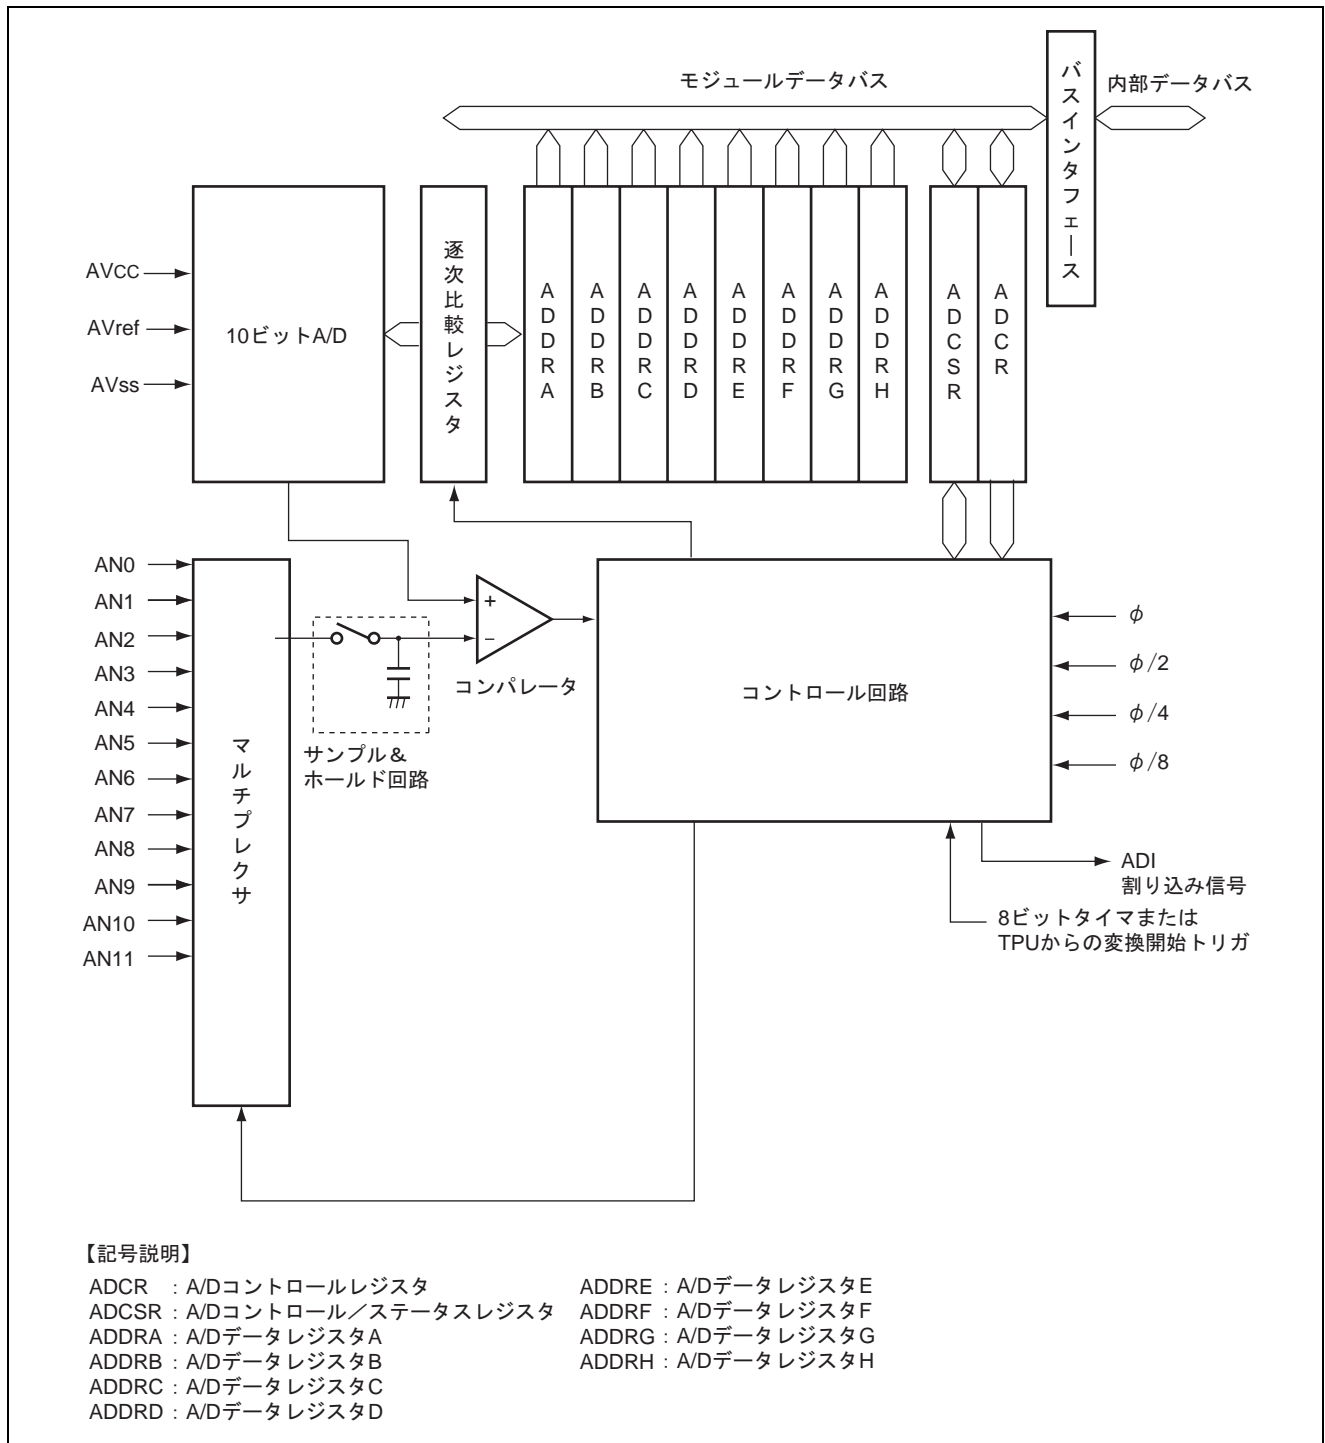 モジュールデータバス
バスインタフェース
内部データバス
AVCC
AVref
AVss
10ビットA/D
逐次比較レジスタ
ADDRA
ADDRB
ADDRC
ADDRD
ADDRE
ADDRF
ADDRG
ADDRH
ADCSR
ADCR
AN0
AN1
AN2
AN3
AN4
AN5
AN6
AN7
AN8
AN9
AN10
AN11
マルチプレクサ
サンプル＆
ホールド回路
+
−
コンパレータ
コントロール回路
φ
φ/2
φ/4
φ/8
ADI
割り込み信号
8ビットタイマまたは
TPUからの変換開始トリガ
【記号説明】
ADCR ：A/Dコントロールレジスタ
ADCSR：A/Dコントロール／ステータスレジスタ
ADDRA：A/DデータレジスタA
ADDRB：A/DデータレジスタB
ADDRC：A/DデータレジスタC
ADDRD：A/DデータレジスタD
ADDRE：A/DデータレジスタE
ADDRF：A/DデータレジスタF
ADDRG：A/DデータレジスタG
ADDRH：A/DデータレジスタH